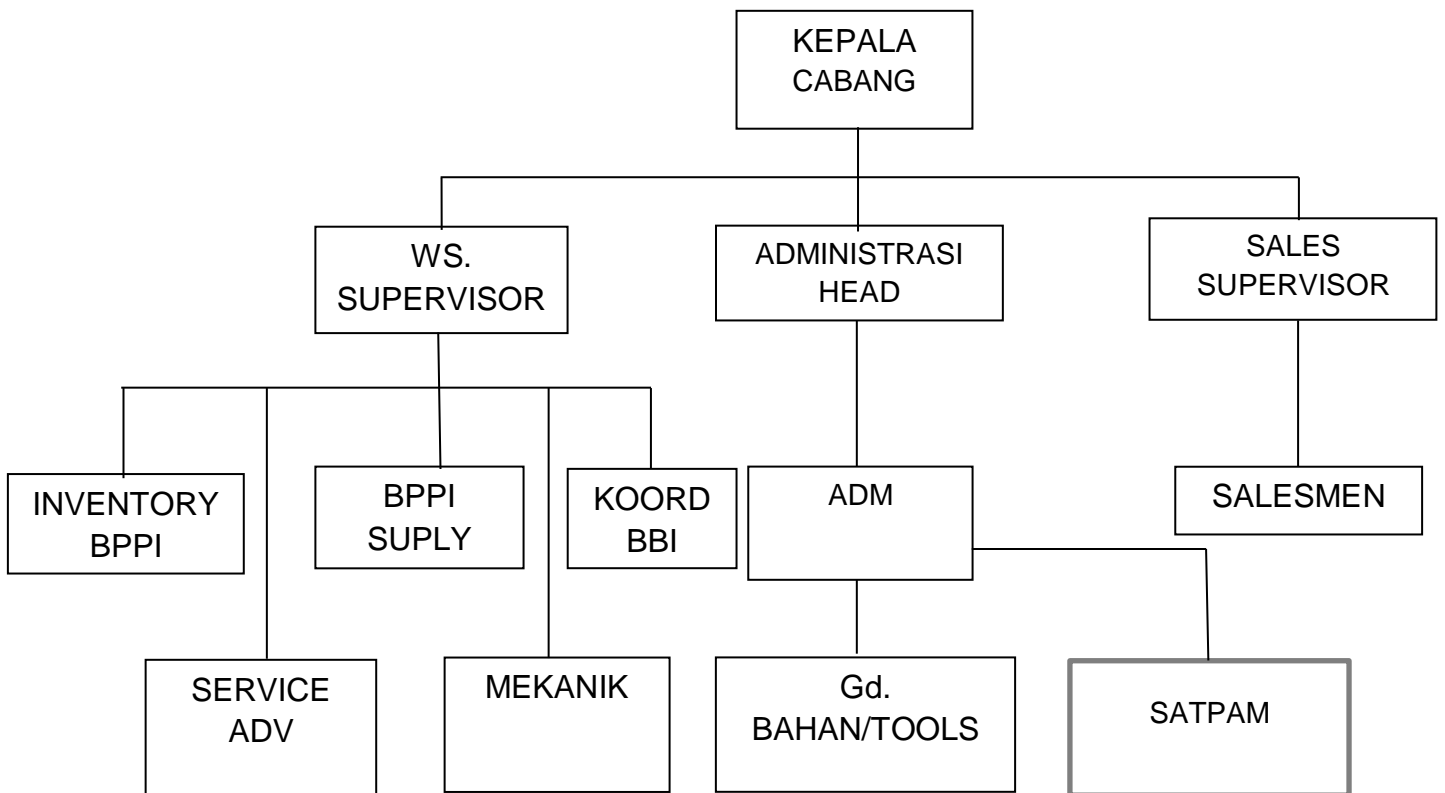 KEPALA
CABANG
WS.
SUPERVISOR
ADMINISTRASI
HEAD
SALES
SUPERVISOR
INVENTORY
BPPI
BPPI
SUPLY
KOORD
BBI
ADM
SALESMEN
SERVICE
ADV
MEKANIK
Gd.
BAHAN/TOOLS
SATPAM